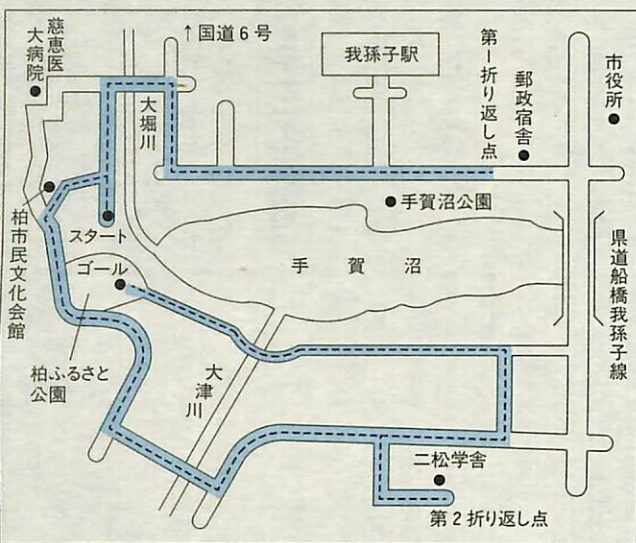 慈恵医
大病院
↑国道6号
大堀川
我孫子駅
第一折り返し点
郵政宿舎
市役所
手賀沼公園
柏市民文化会館
スタート
ゴール
手賀沼
県道船橋我孫子線
柏ふるさと
公園
大津川
二松学舎
第2折り返し点